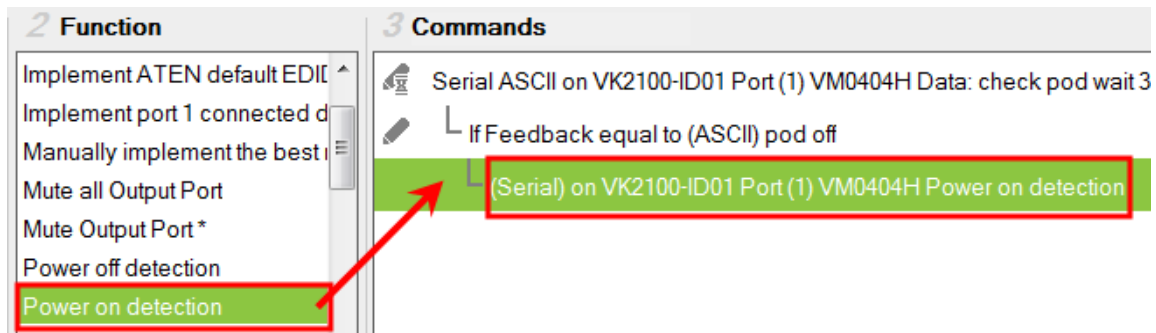 2 Function
Implement ATEN default EDID
Implement port 1 connected d
Manually implement the best
Mute all Output Port
Mute Output Port *
Power off detection
Power on detection
3 Commands
Serial ASCII on VK2100-ID01 Port (1) VM0404H Data: check pod wait 3
If Feedback equal to (ASCII) pod off
(Serial) on VK2100-ID01 Port (1) VM0404H Power on detection